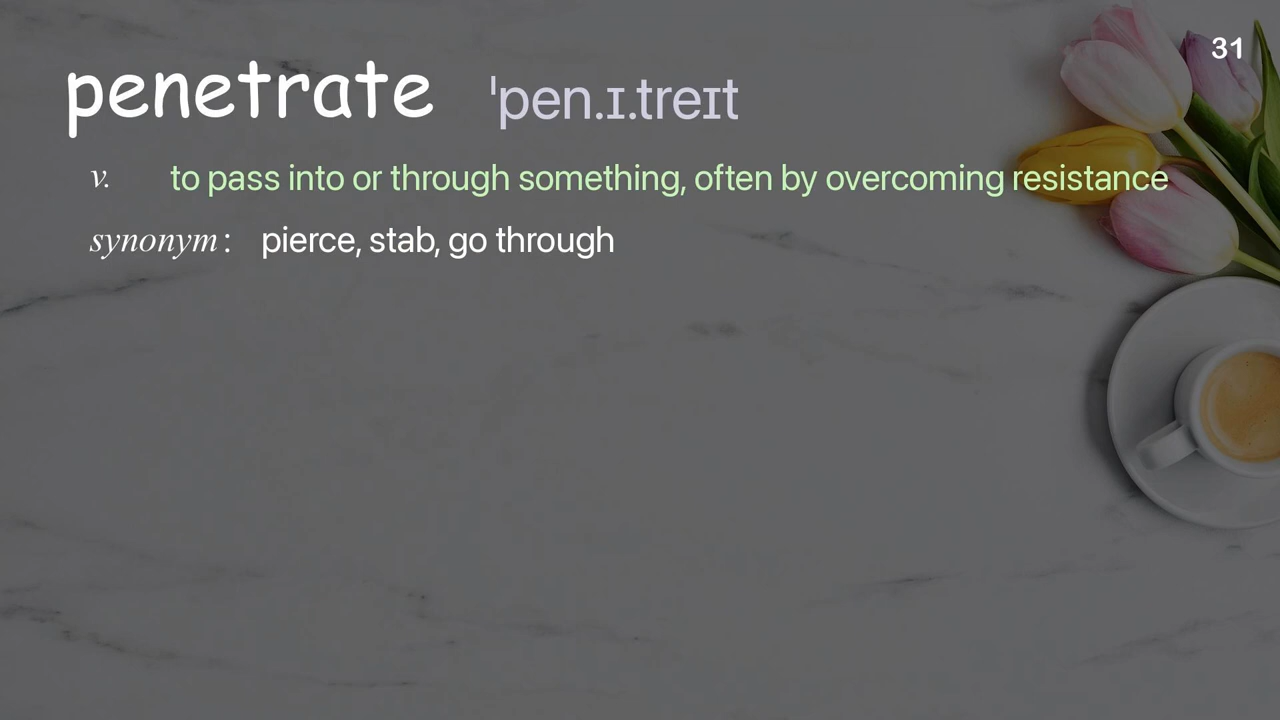 31
penetrate ˈpen.ɪ.treɪt
v. to pass into or through something, often by overcoming resistance
synonym : pierce, stab, go through